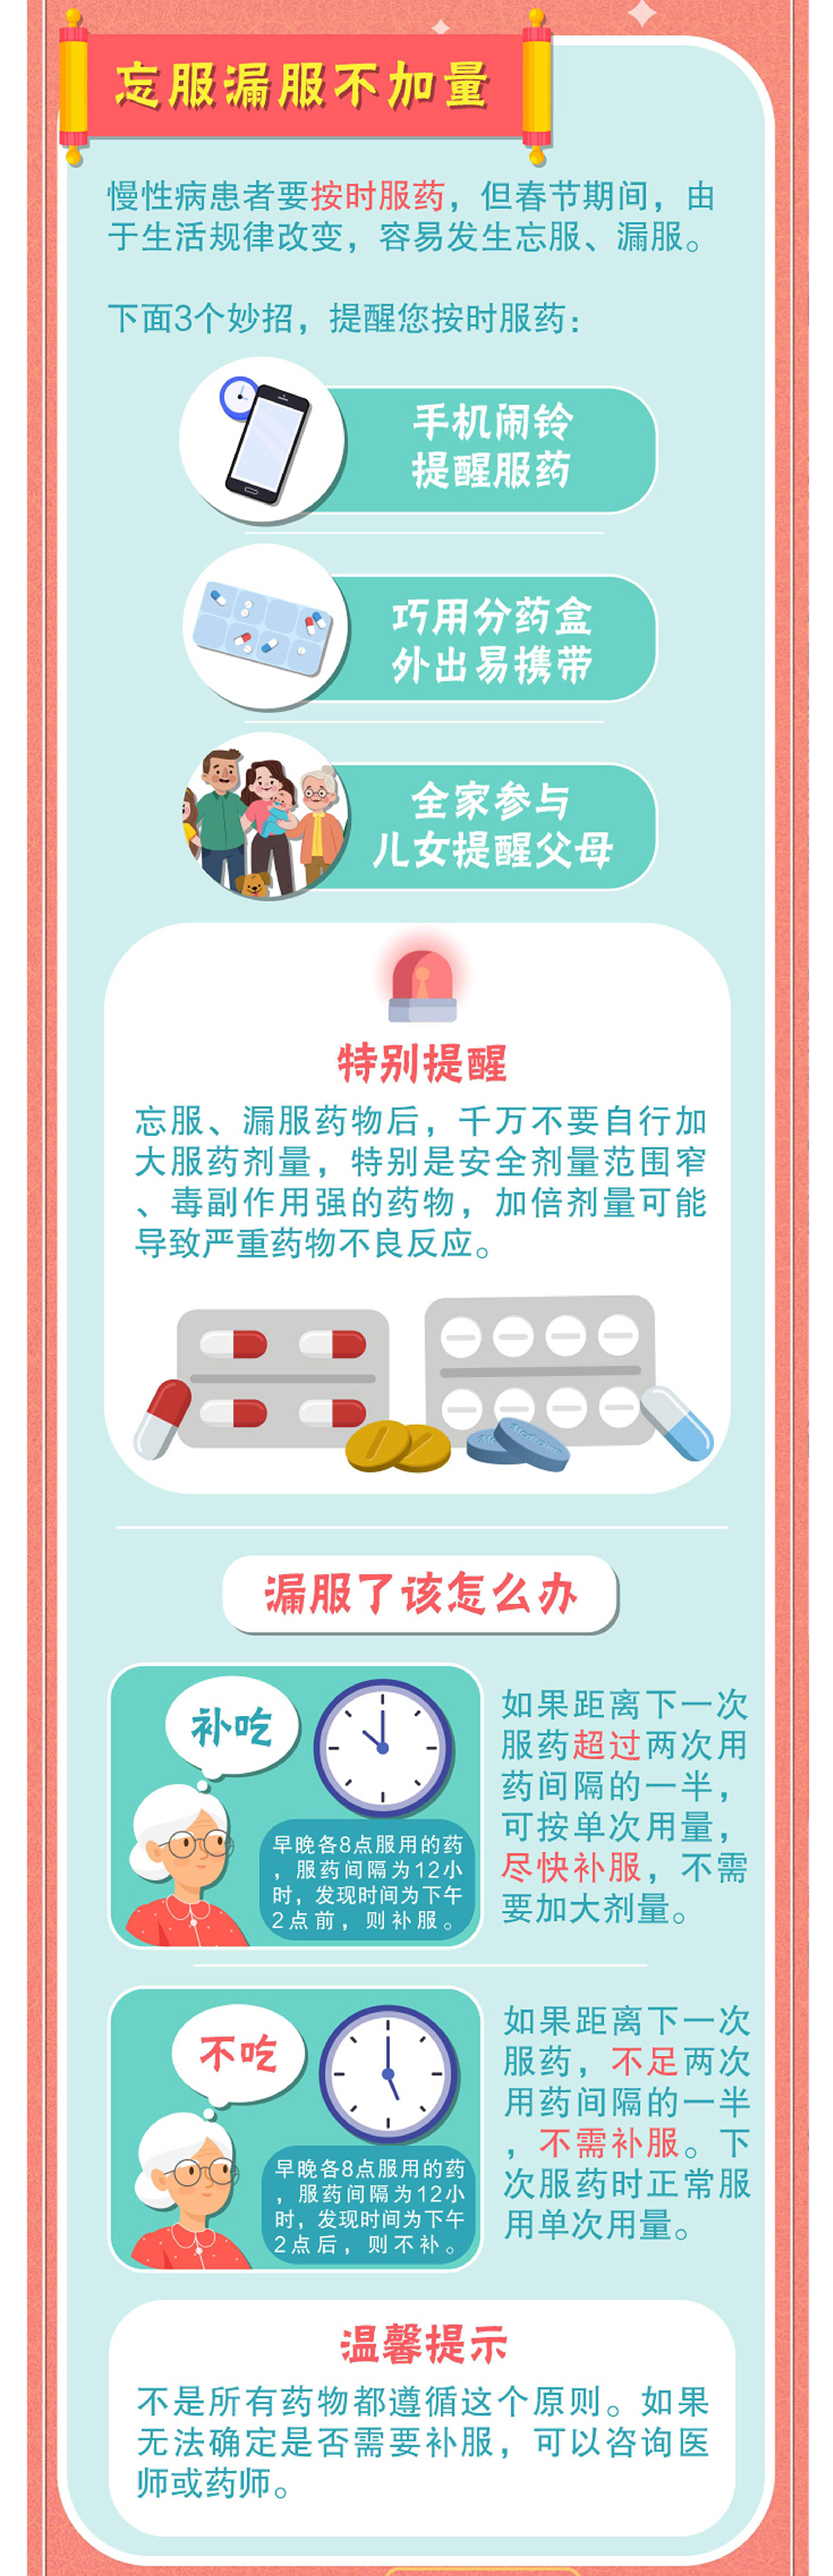 忘服漏服不加量
慢性病患者要按时服药，但春节期间，由
于生活规律改变，容易发生忘服、漏服。
下面3个妙招，提醒您按时服药：
手机闹铃
提醒服药
巧用分药盒
外出易携带
全家参与
儿女提醒父母
特别提醒
忘服、漏服药物后，千万不要自行加
大服药剂量，特别是安全剂量范围窄
、毒副作用强的药物，加倍剂量可能
导致严重药物不良反应。
漏服了该怎么办
补吃
早晚各8点服用的药
，服药间隔为12小
时，发现时间为下午
2点前，则补服。
如果距离下一次
服药超过两次用
药间隔的一半，
可按单次用量，
尽快补服，不需
要加大剂量。
不吃
早晚各8点服用的药
，服药间隔为12小
时，发现时间为下午
2点后，则不补。
如果距离下一次
服药，不足两次
用药间隔的一半
，不需补服。下
次服药时正常服
用单次用量。
温馨提示
不是所有药物都遵循这个原则。如果
无法确定是否需要补服，可以咨询医
师或药师。